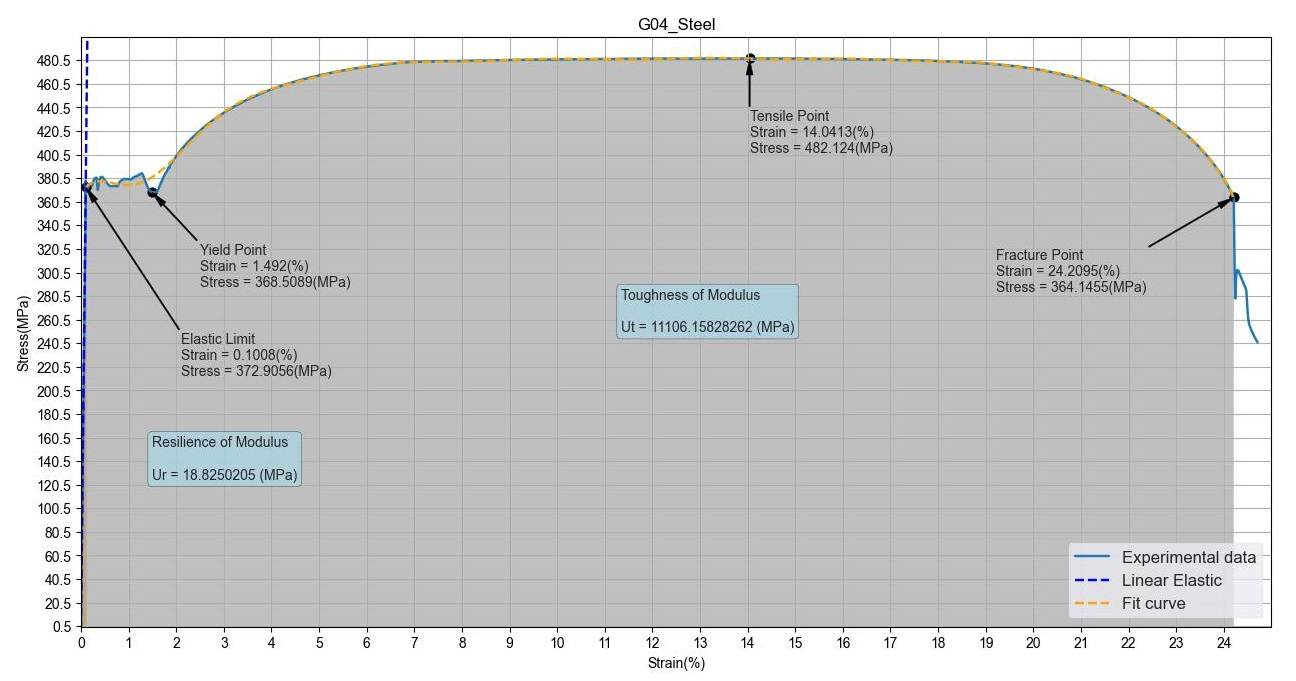 G04_Steel
Stress(MPa)
480.5
460.5
440.5
420.5
400.5
380.5
360.5
340.5
320.5
300.5
280.5
260.5
240.5
220.5
200.5
180.5
160.5
140.5
120.5
100.5
80.5
60.5
40.5
20.5
0.5
Tensile Point
Strain = 14.0413(%)
Stress = 482.124(MPa)
Yield Point
Strain = 1.492(%)
Stress = 368.5089(MPa)
Fracture Point
Strain = 24.2095(%)
Stress = 364.1455(MPa)
Toughness of Modulus
Ut = 11106.15828262 (MPa)
Elastic Limit
Strain = 0.1008(%)
Stress = 372.9056(MPa)
Resilience of Modulus
Ur = 18.8250205 (MPa)
Experimental data
Linear Elastic
Fit curve
0 1 2 3 4 5 6 7 8 9 10 11 12 13 14 15 16 17 18 19 20 21 22 23 24
Strain(%)